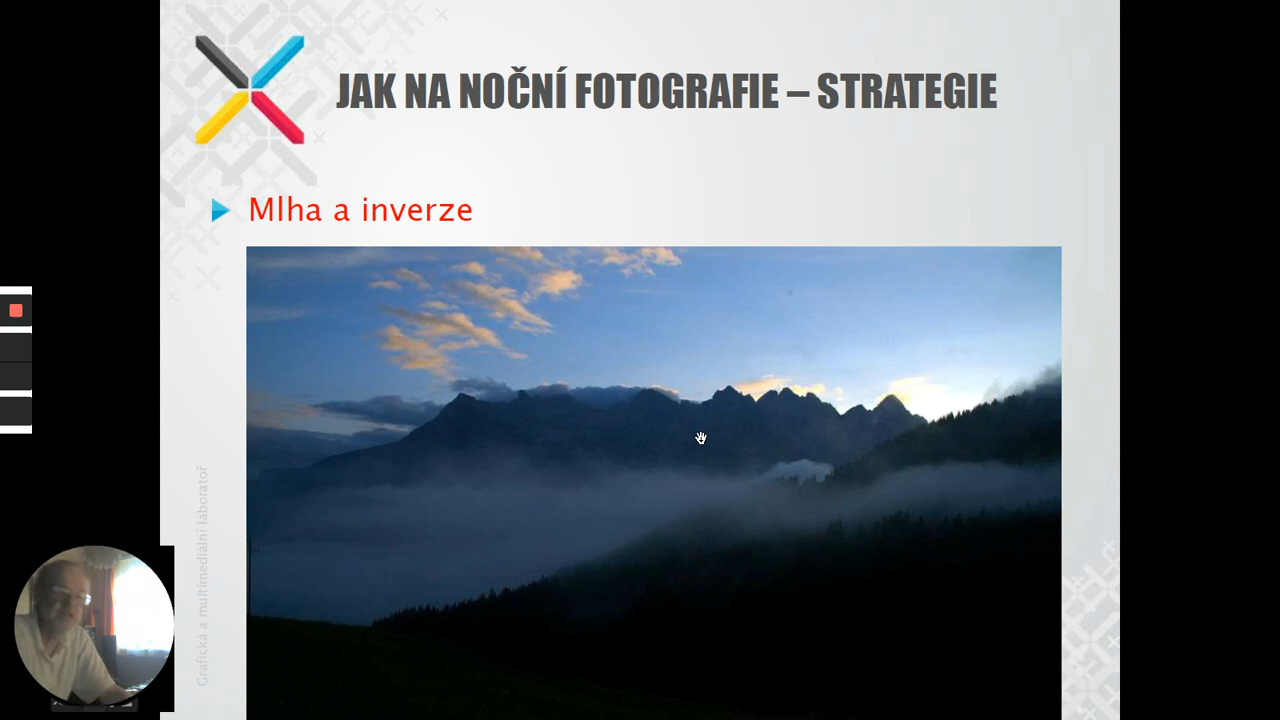 JAK NA NOČNÍ FOTOGRAFIE – STRATEGIE
Mlha a inverze
Grafická a multimediální laboratoř